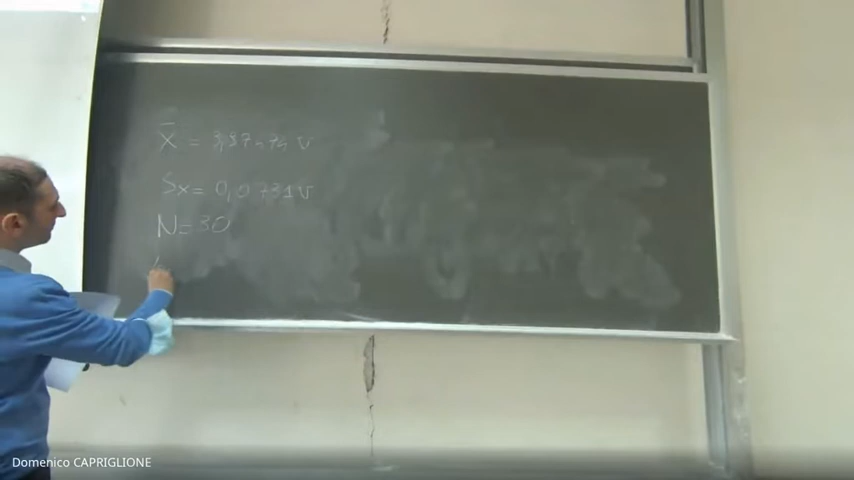 x̄ = V
Sx = 0,0731 V
N = 30
Domenico CAPRIGLIONE